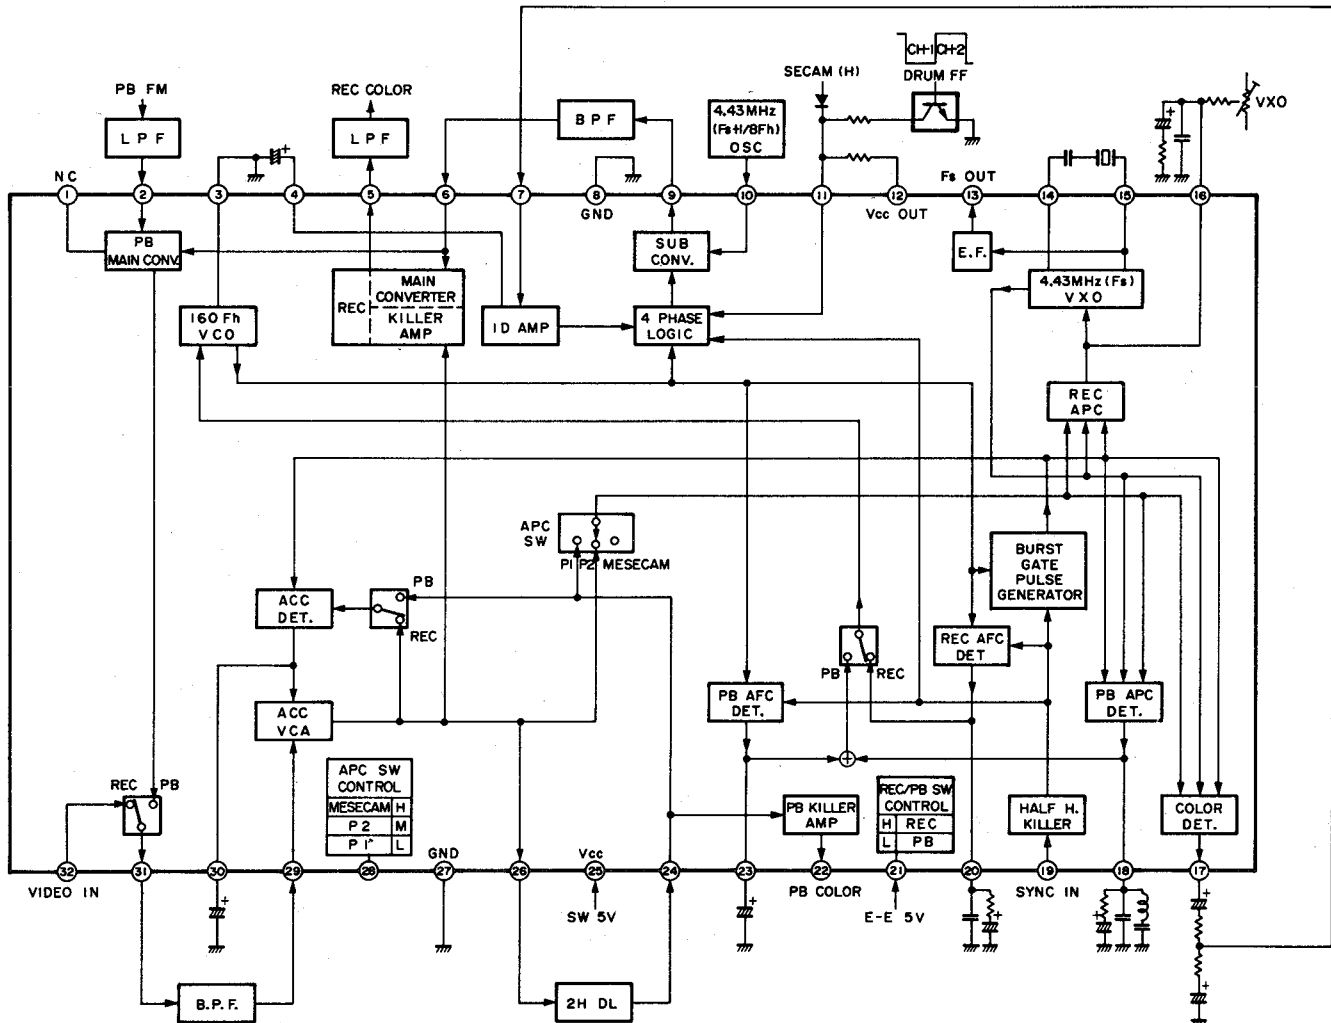 CH-1 CH-2
DRUM FF
SECAM (H)
PB FM
REC COLOR
VXO
L P F
L P F
B P F
4.43MHz
(Fs+1/8Fh)
OSC
NC
Fs OUT
1 2 3 4 5 6 7 8 9 10 11 12 13 14 15 16
GND
Vcc OUT
PB
MAIN CONV.
SUB
CONV.
E.F.
REC
MAIN
CONVERTER
KILLER
AMP
4.43MHz (Fs)
V X O
160 Fh
V C O
ID AMP
4 PHASE
LOGIC
REC
APC
APC
SW
P1 P2 MESECAM
BURST
GATE
PULSE
GENERATOR
ACC
DET.
PB
REC
REC AFC
DET
PB REC
ACC
VCA
PB AFC
DET.
PB APC
DET.
APC SW
CONTROL
MESECAM H
P 2 M
P 1 L
REC PB
PB KILLER
AMP
REC/PB SW
CONTROL
H REC
L PB
HALF H.
KILLER
COLOR
DET.
GND
Vcc
32 31 30 29 28 27 26 25 24 23 22 21 20 19 18 17
VIDEO IN
PB COLOR
SYNC IN
SW 5V
E-E 5V
B.P.F.
2H DL